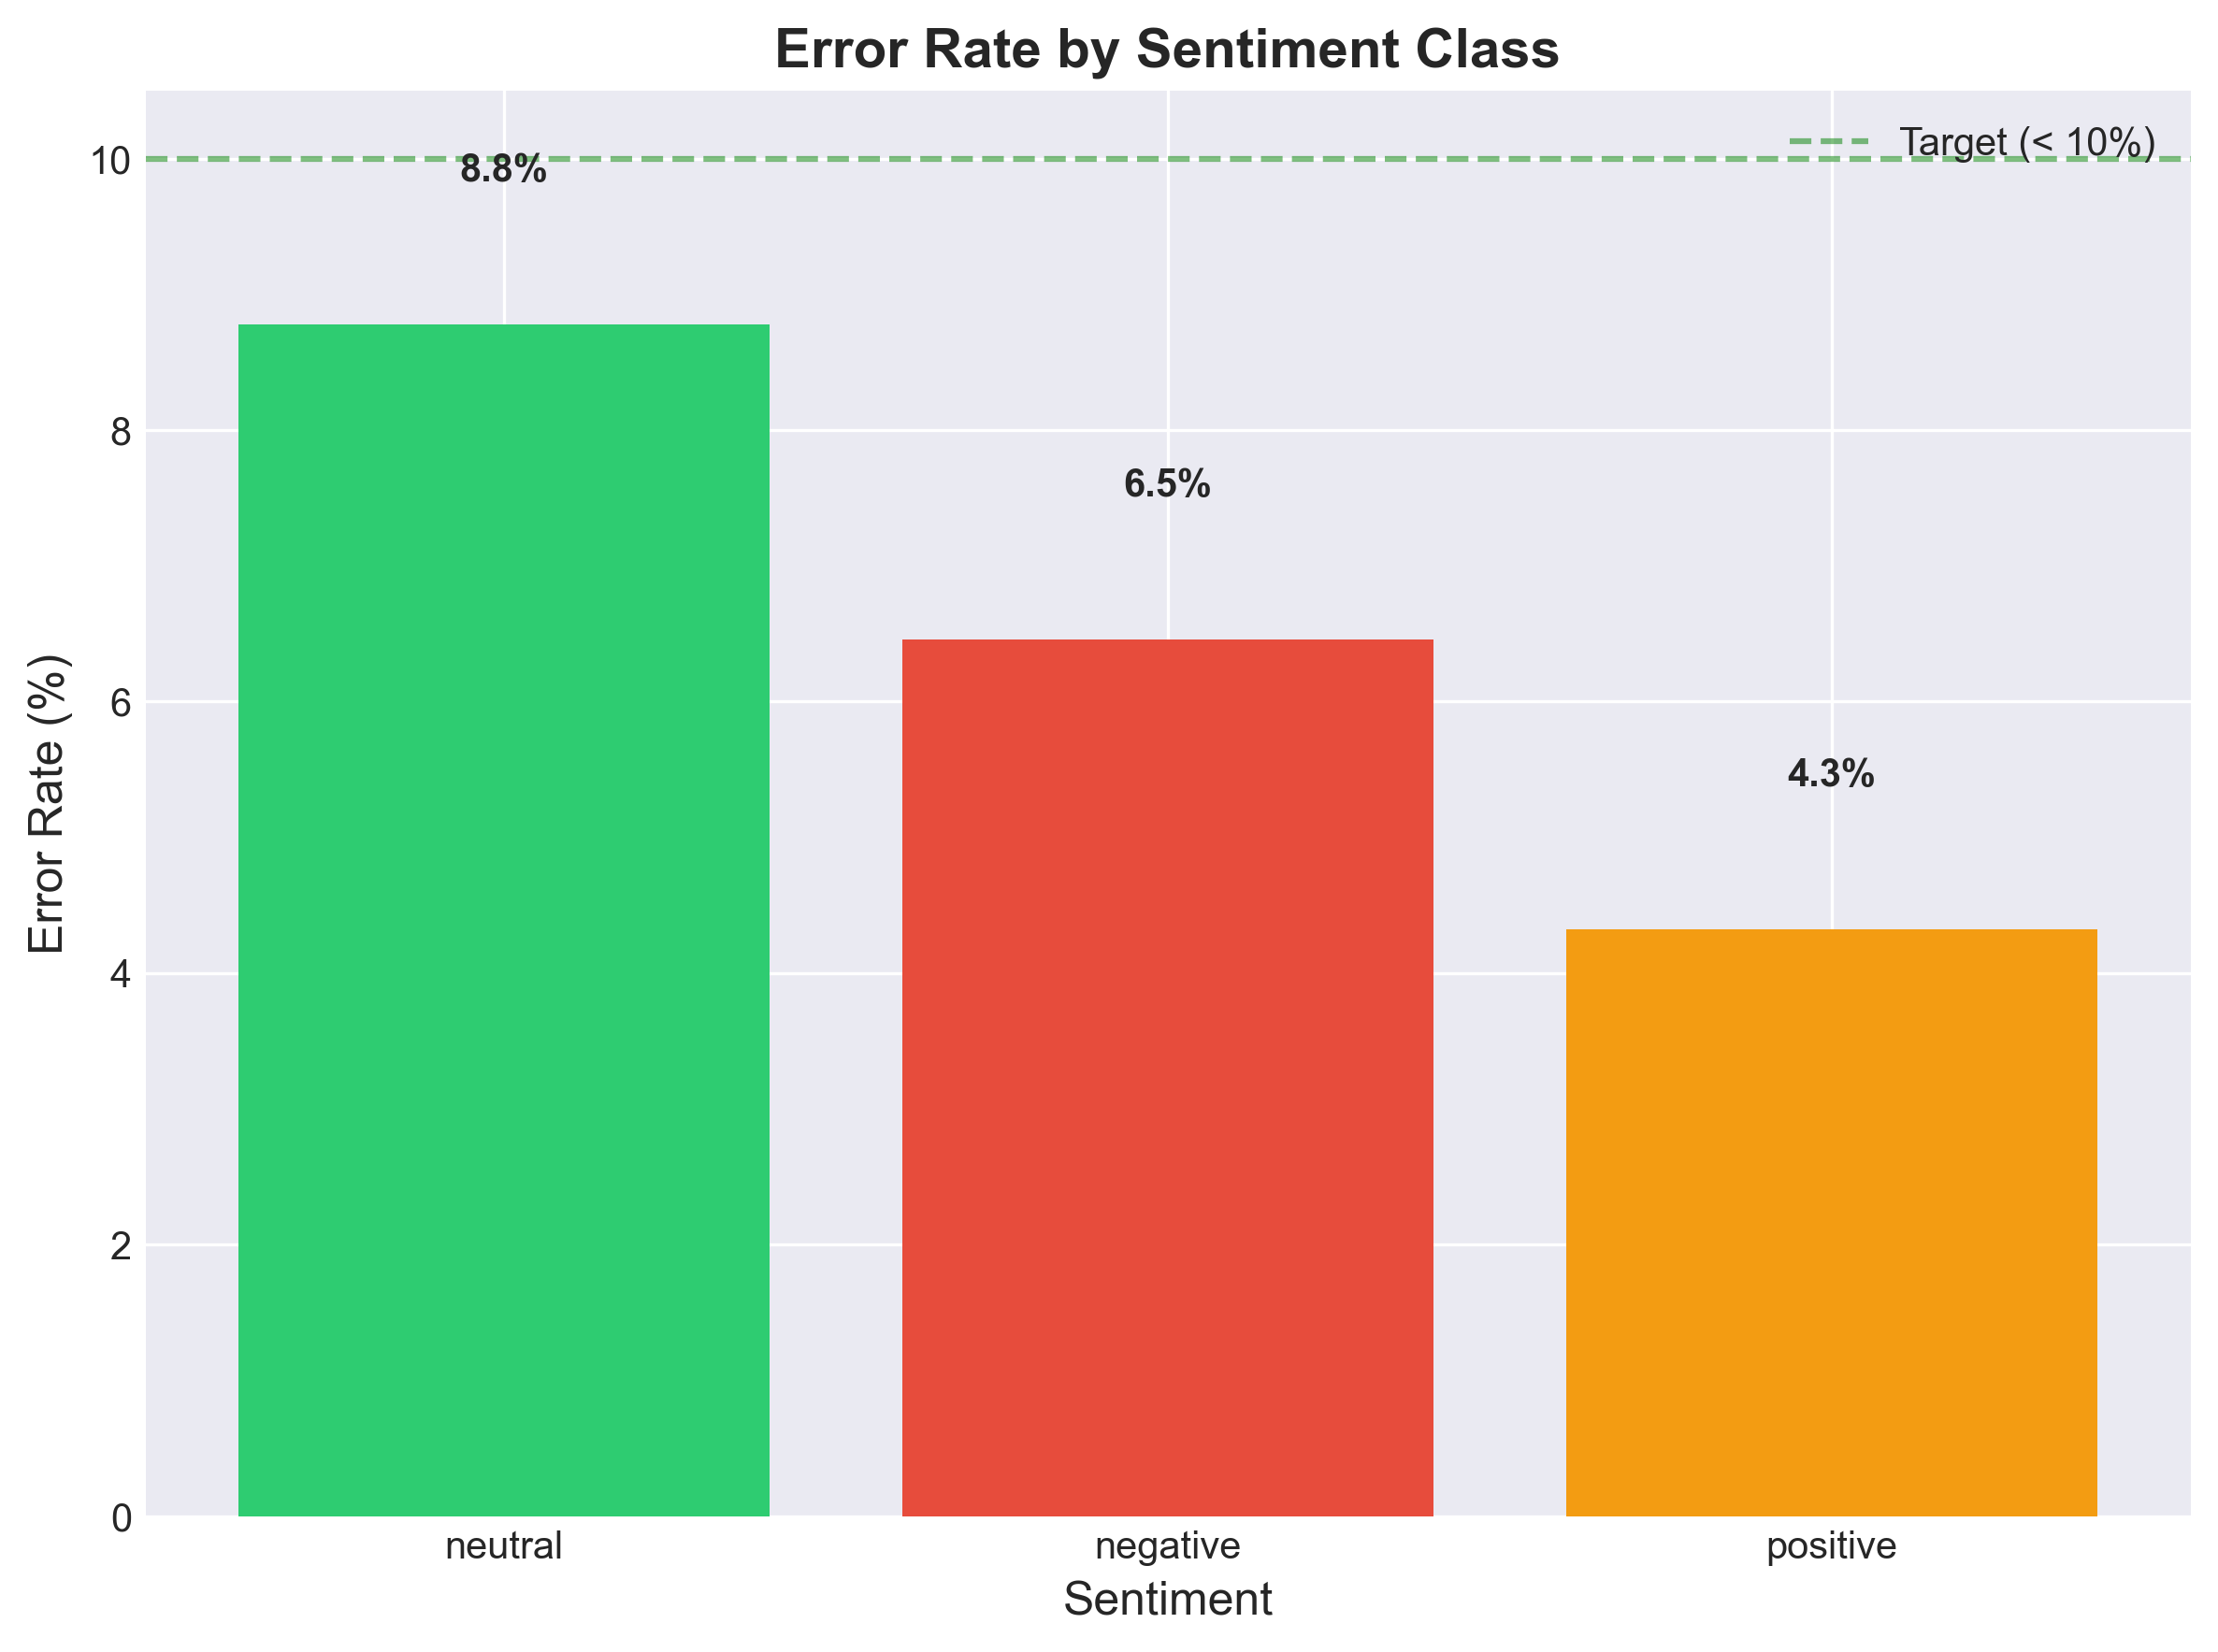 Error Rate by Sentiment Class
Target (< 10%)
10
8.8%
8
6.5%
6
4.3%
4
2
0
Error Rate (%)
neutral
negative
positive
Sentiment